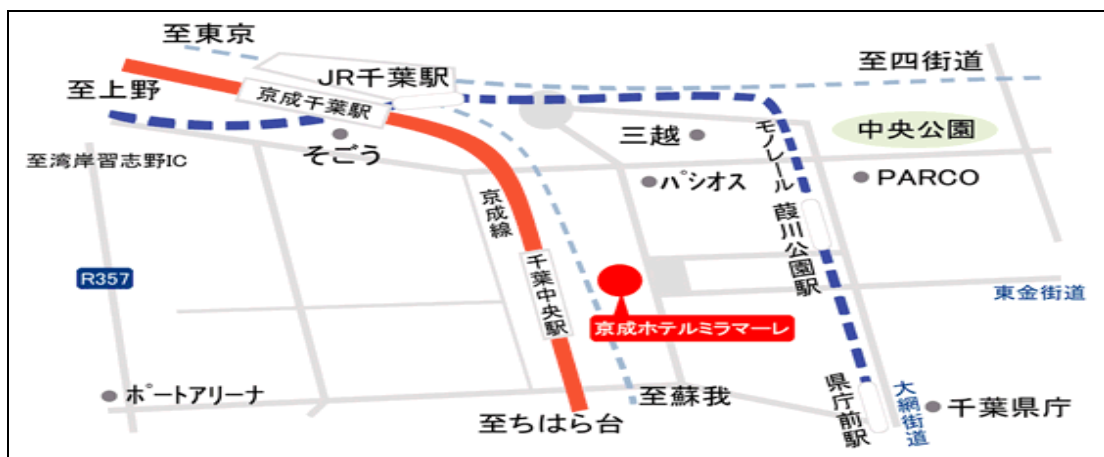 至東京
JR千葉駅
至四街道
至上野
京成千葉駅
そごう
三越
モノレール
中央公園
至湾岸習志野IC
パシオス
PARCO
京成線
葭川公園駅
R357
千葉中央駅
東金街道
京成ホテルミラマーレ
ポートアリーナ
至蘇我
至ちはら台
県庁前駅
大網街道
千葉県庁